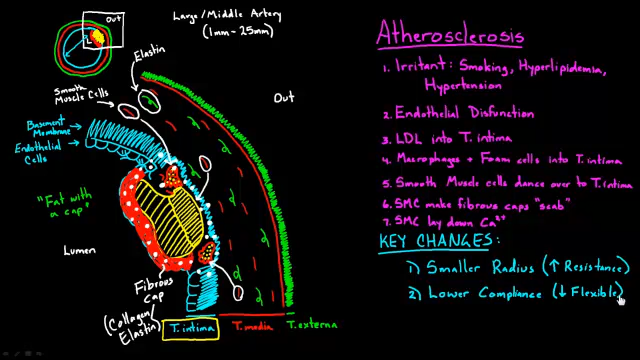 Out
Large/Middle Artery
(1mm - 25mm)
Elastin
Smooth
Muscle Cells
Out
Basement
Membrane
Endothelial
Cells
"Fat with
a cap"
Lumen
Fibrous
cap
(Collagen
Elastin)
T. intima
T. media
T. externa
Atherosclerosis
1. Irritant: Smoking, Hyperlipidemia,
Hypertension
2. Endothelial Disfunction
3. LDL into T. intima
4. Macrophages + Foam cells into T. intima
5. Smooth Muscle cells dance over to T. intima
6. SMC make fibrous caps "scab"
7. SMC lay down Ca2+
KEY CHANGES:
1) Smaller Radius (↑ Resistance)
2) Lower Compliance (↓ Flexible)